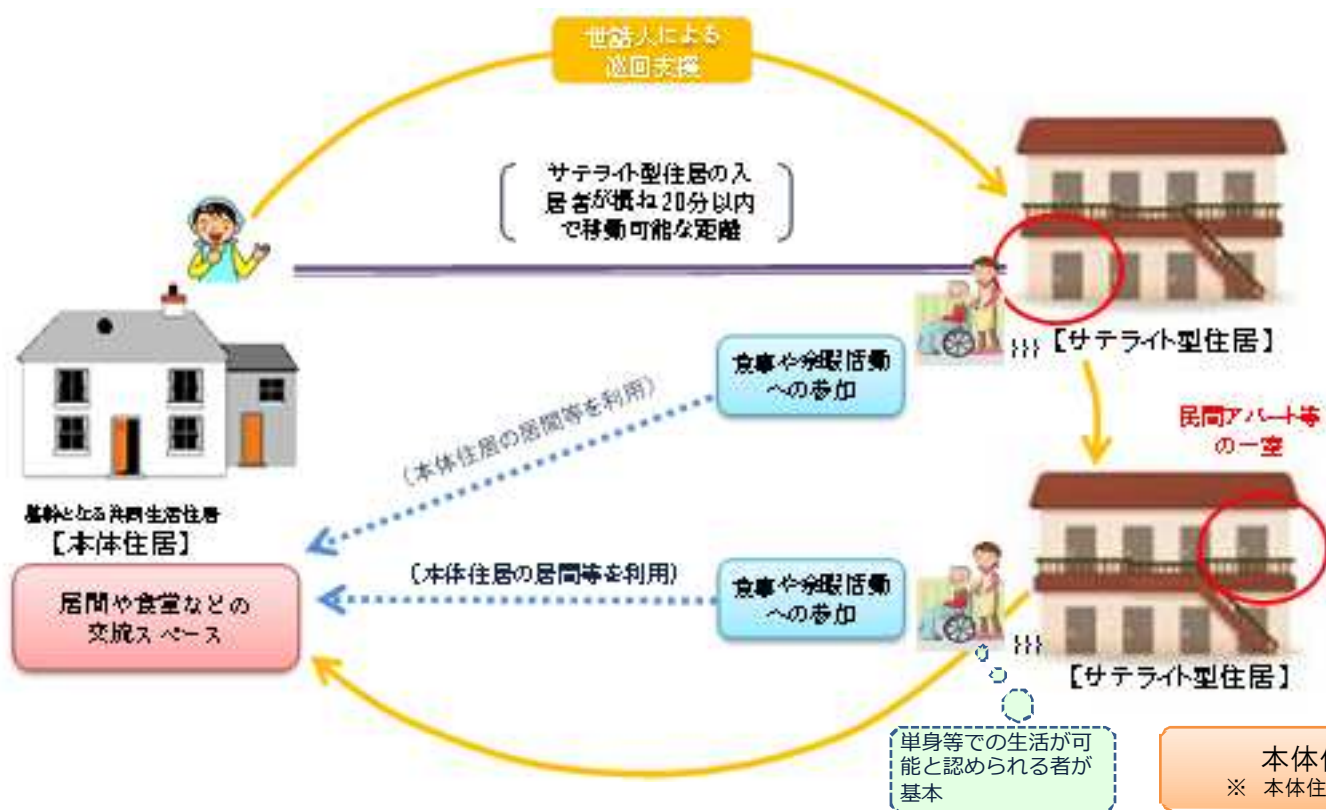 世話人による
巡回支援
サテライト型住居の入
居者が概ね20分以内
で移動可能な距離
【サテライト型住居】
食事や余暇活動
への参加
(本体住居の居間等を利用)
民間アパート等
の一室
基幹となる共同生活住居
【本体住居】
居間や食堂などの
交流スペース
(本体住居の居間等を利用)
食事や余暇活動
への参加
【サテライト型住居】
単身等での生活が可
能と認められる者が
基本
本体
※ 本体住